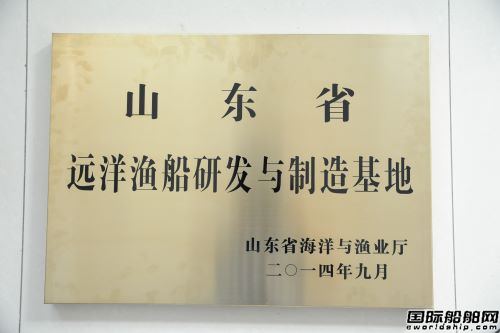 山东省
远洋渔船研发与制造基地
山东省海洋与渔业厅
二〇一四年九月
国际船舶网
www.eworldship.com